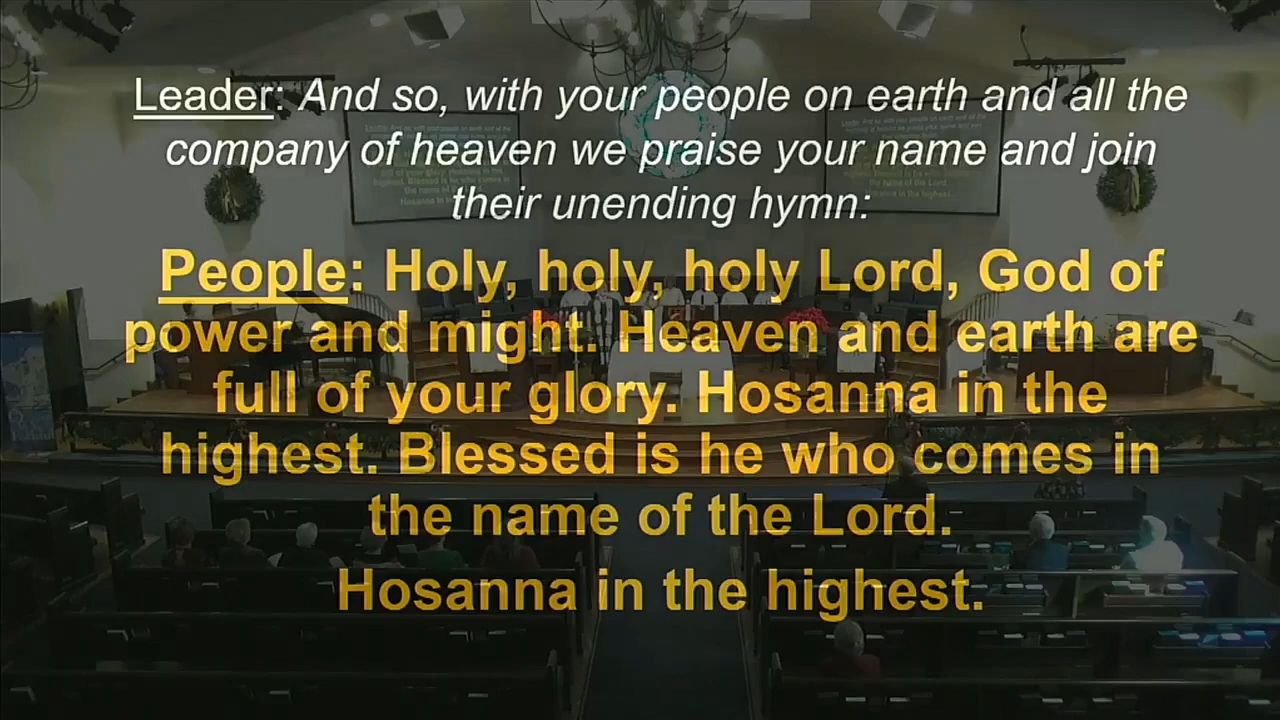 Leader: And so, with your people on earth and all the
company of heaven we praise your name and join
their unending hymn:
People: Holy, holy, holy Lord, God of
power and might. Heaven and earth are
full of your glory. Hosanna in the
highest. Blessed is he who comes in
the name of the Lord.
Hosanna in the highest.